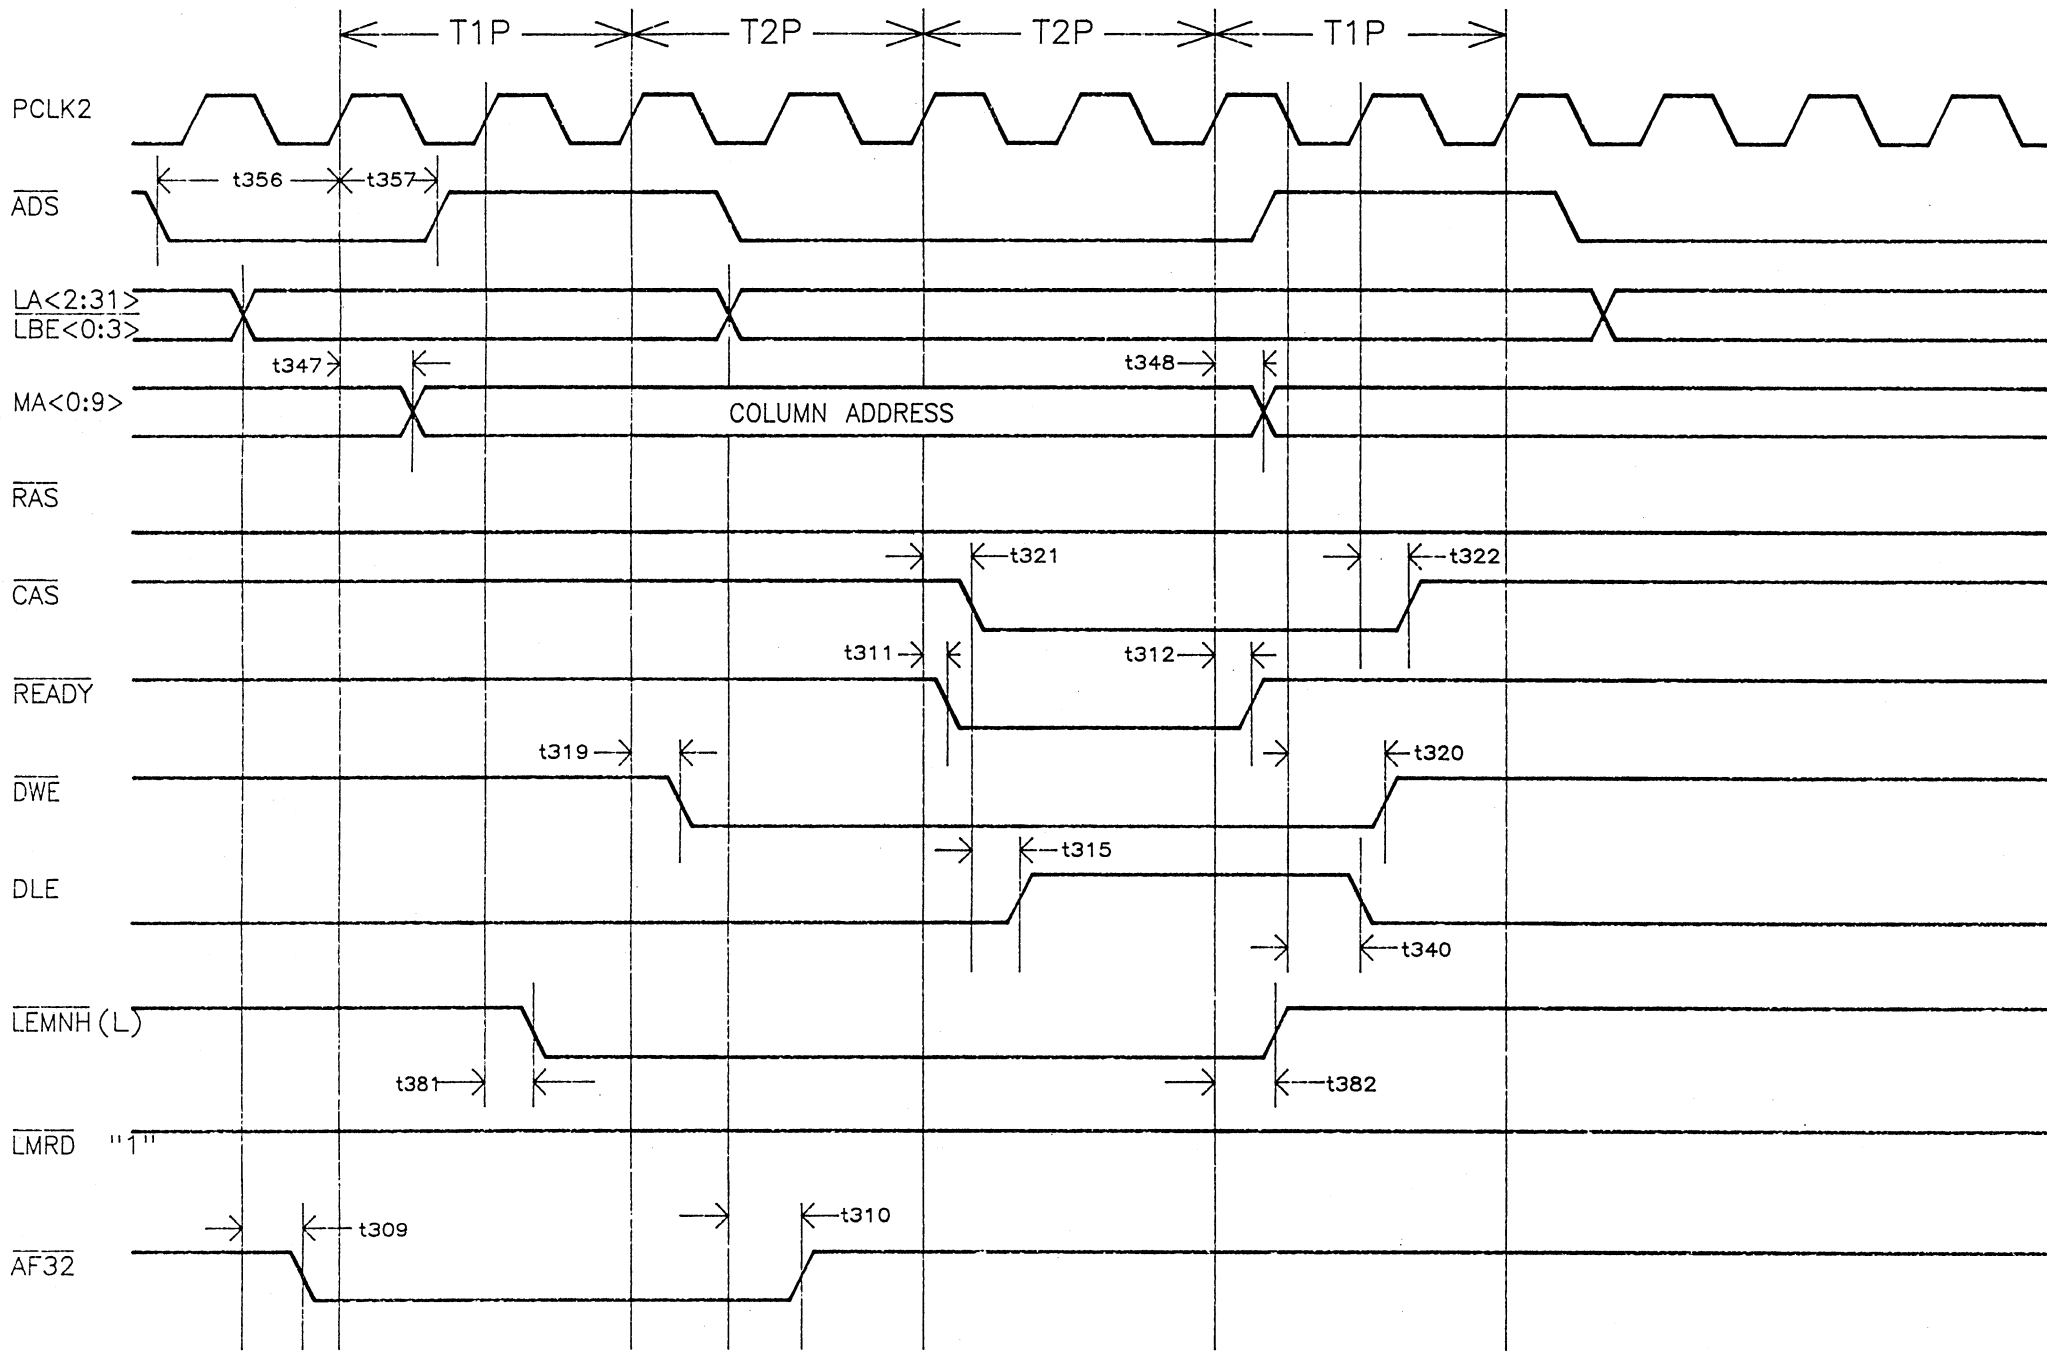 T1P T2P T2P T1P
PCLK2
t356 t357
ADS
LA<2:31>
LBE<0:3>
t347 t348
MA<0:9> COLUMN ADDRESS
RAS
t321 t322
CAS
t311 t312
READY
t319 t320
DWE
t315
DLE
t340
LEMNH(L)
t381 t382
LMRD "1"
t309 t310
AF32